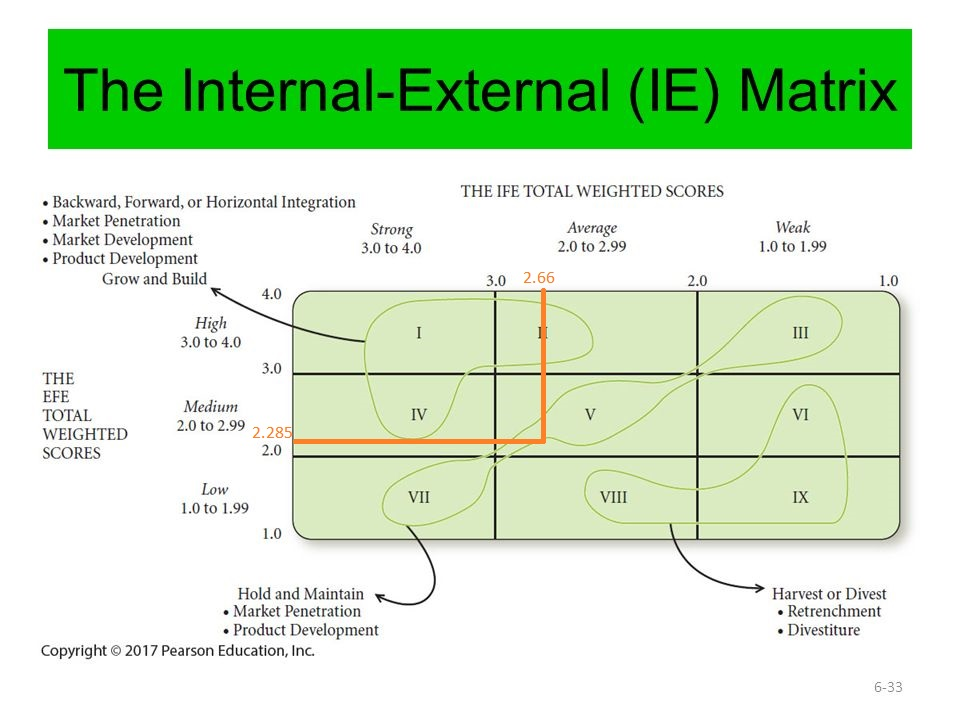 The Internal-External (IE) Matrix
• Backward, Forward, or Horizontal Integration
• Market Penetration
• Market Development
• Product Development
Grow and Build
THE IFE TOTAL WEIGHTED SCORES
Strong
3.0 to 4.0
Average
2.0 to 2.99
Weak
1.0 to 1.99
3.0
2.66
2.0
1.0
4.0
High
3.0 to 4.0
I
II
III
3.0
THE
EFE
TOTAL
WEIGHTED
SCORES
Medium
2.0 to 2.99
IV
V
VI
2.285
2.0
Low
1.0 to 1.99
VII
VIII
IX
1.0
Hold and Maintain
• Market Penetration
• Product Development
Harvest or Divest
• Retrenchment
• Divestiture
Copyright © 2017 Pearson Education, Inc.
6-33